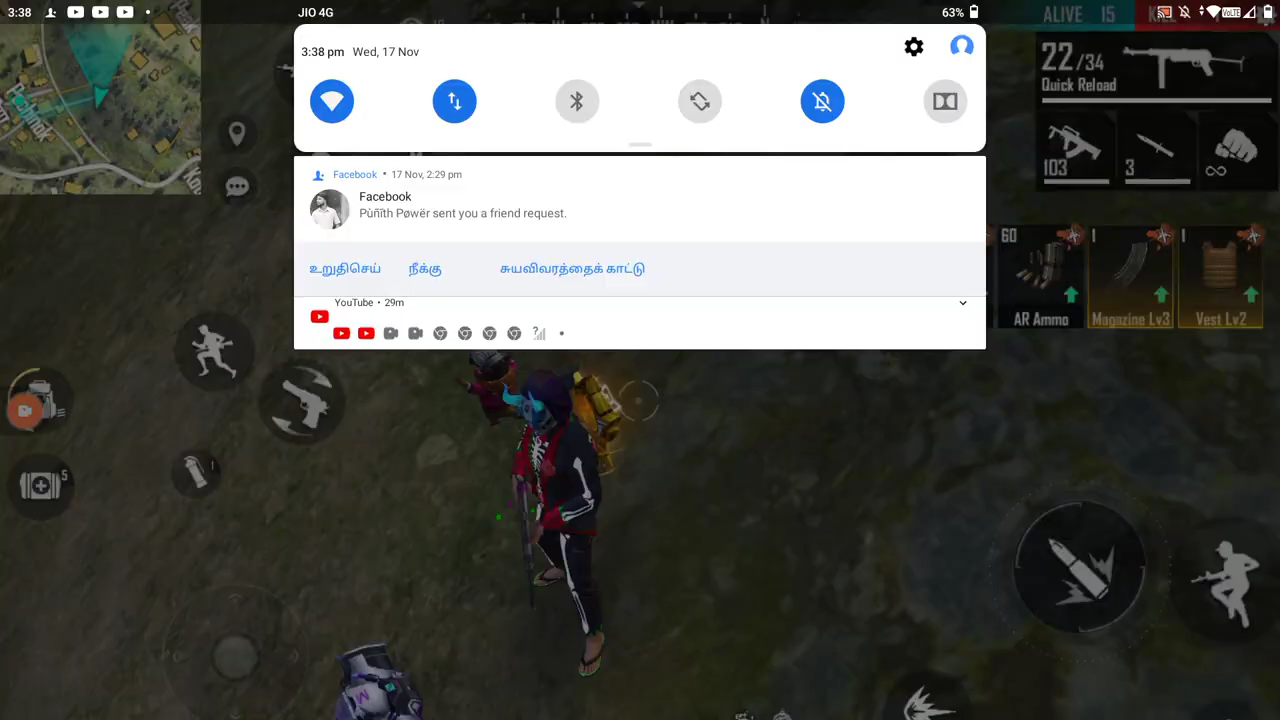 3:38
JIO 4G
63%
VoLTE
ALIVE 15
3:38 pm Wed, 17 Nov
22/34
Quick Reload
103
3
∞
Facebook • 17 Nov, 2:29 pm
Facebook
Pùñîth Pøwër sent you a friend request.
உறுதிசெய் நீக்கு சுயவிவரத்தைக் காட்டு
YouTube • 29m
60
1
1
AR Ammo
Magazine Lv3
Vest Lv2
5